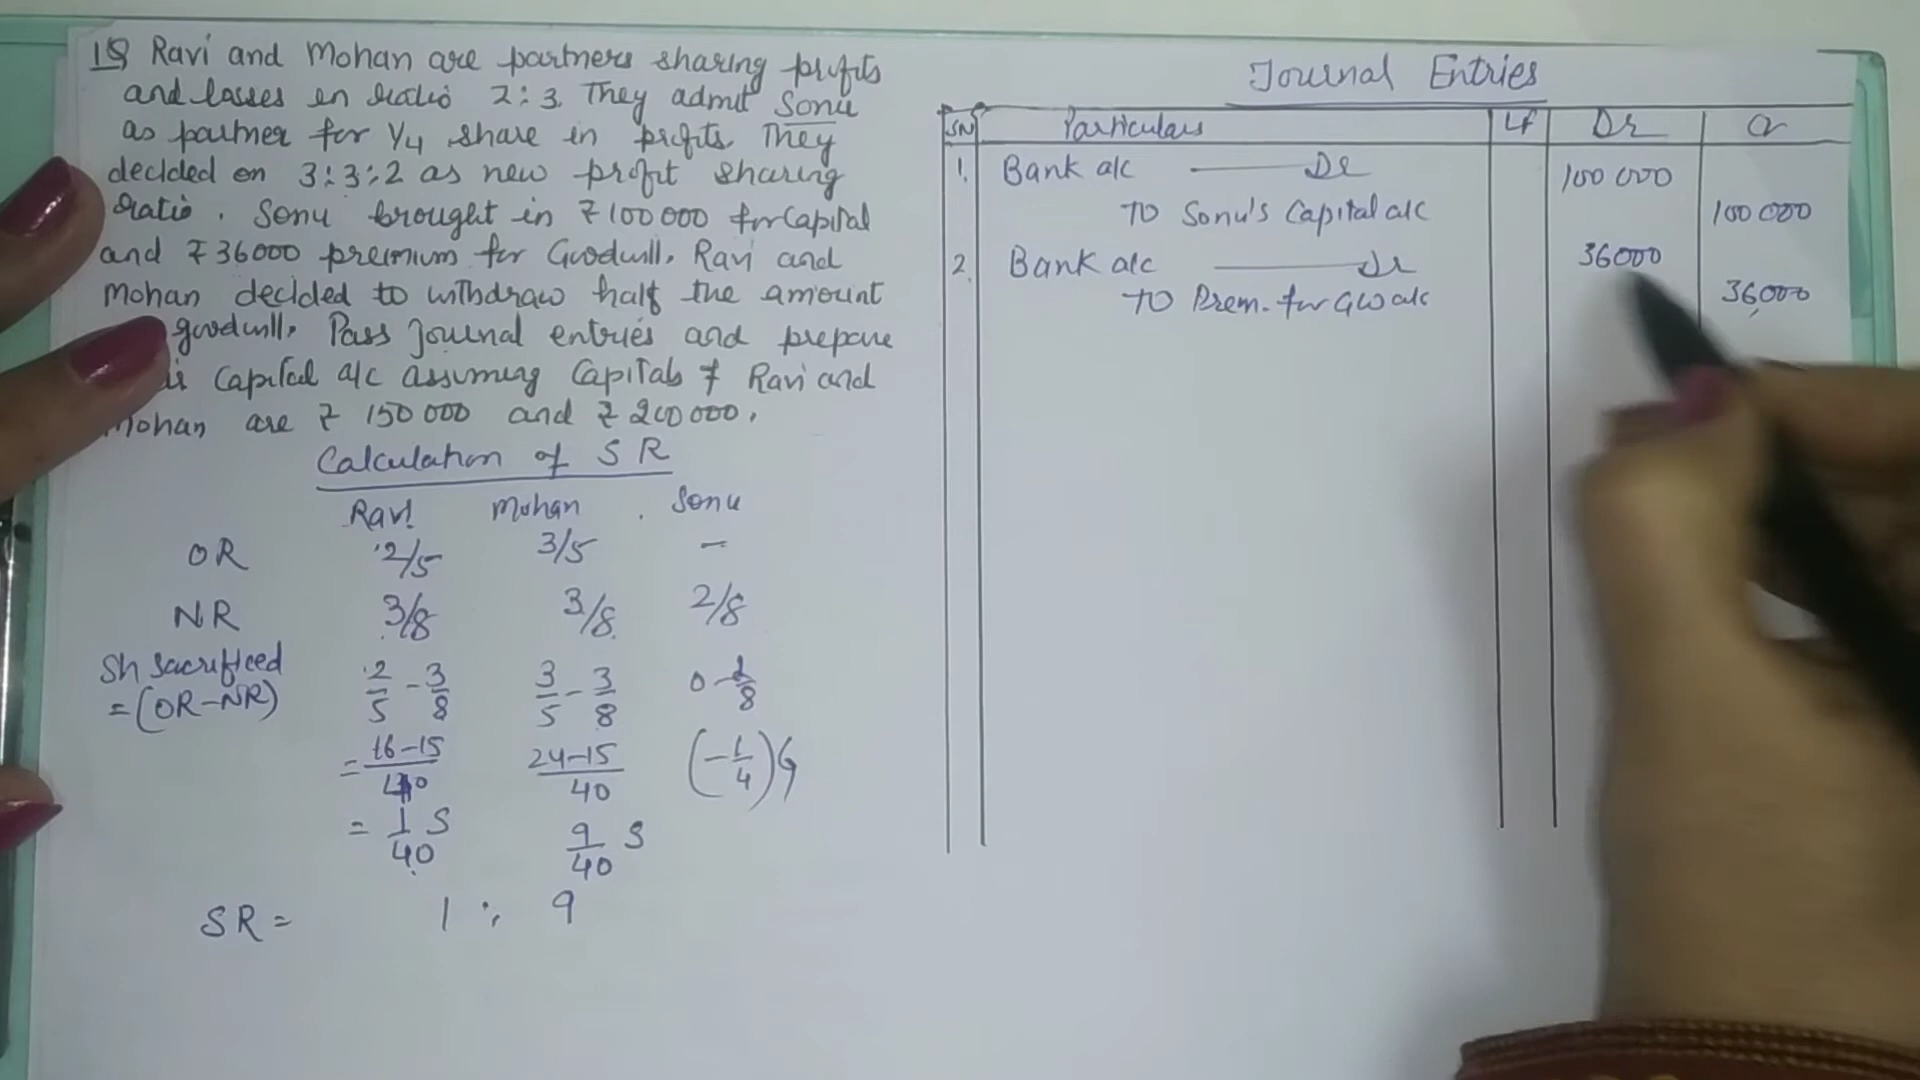 1Q Ravi and Mohan are partners sharing profits
and losses in ratio 2:3. They admit Sonu
as partner for 1/4 share in profits. They
decided on 3:3:2 as new profit sharing
ratio. Sonu brought in ₹100000 for Capital
and ₹36000 premium for Goodwill. Ravi and
Mohan decided to withdraw half the amount
goodwill. Pass Journal entries and prepare
Capital a/c assuming Capitals of Ravi and
Mohan are ₹ 150000 and ₹ 200000.
Calculation of SR
Ravi Mohan Sonu
OR 2/5 3/5 -
NR 3/8 3/8 2/8
Sh sacrificed
=(OR-NR) 2/5 - 3/8 3/5 - 3/8 0-2/8
= 16-15/40 24-15/40 (-1/4)G
= 1/40 S 9/40 S
SR = 1 : 9
Journal Entries
SN Particulars LF Dr Cr
1. Bank a/c Dr 100000
To Sonu's Capital a/c 100000
2. Bank a/c Dr 36000
To Prem. for GW a/c 36,000